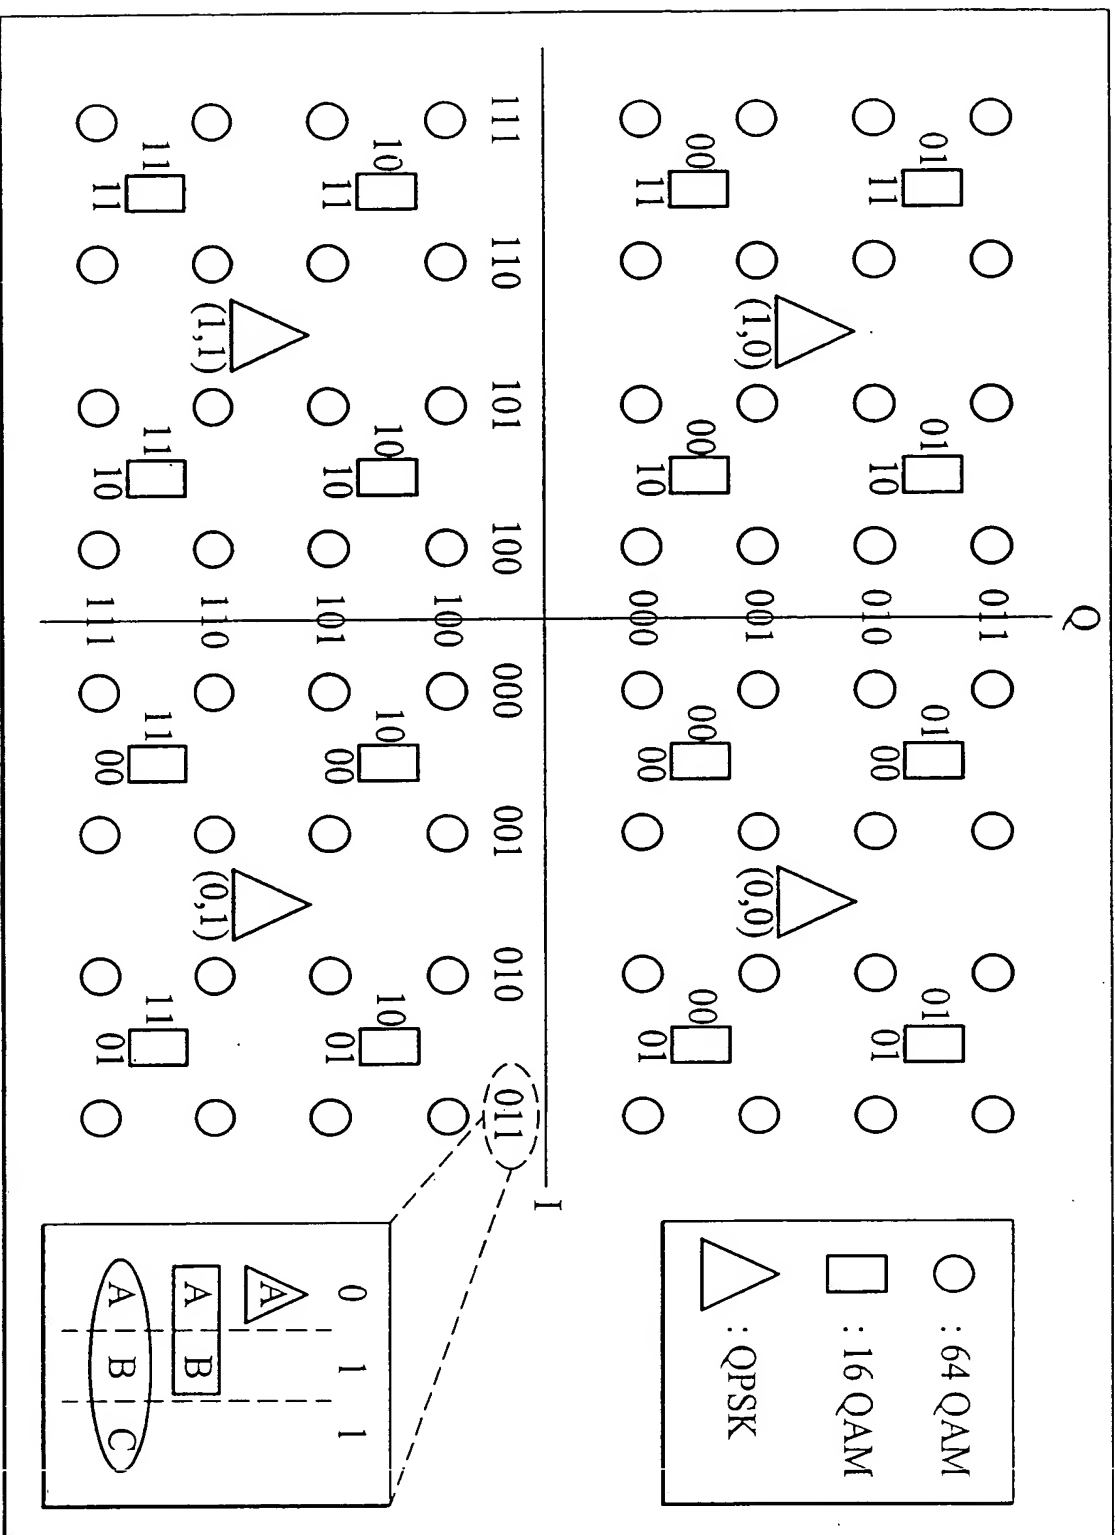 Q
011
: 64 QAM
01 01 01 01
11 10 00 01
010
: 16 QAM
(1,0) 001 (0,0)
: QPSK
00 00 00 00
11 10 00 01
000
I
111 110 101 100 000 001 010 011
100
10 10 10 10
11 10 00 01
101
(1,1) 110 (0,1)
11 11 11 11
11 10 00 01
111
0 1 1
A
A B
A B C